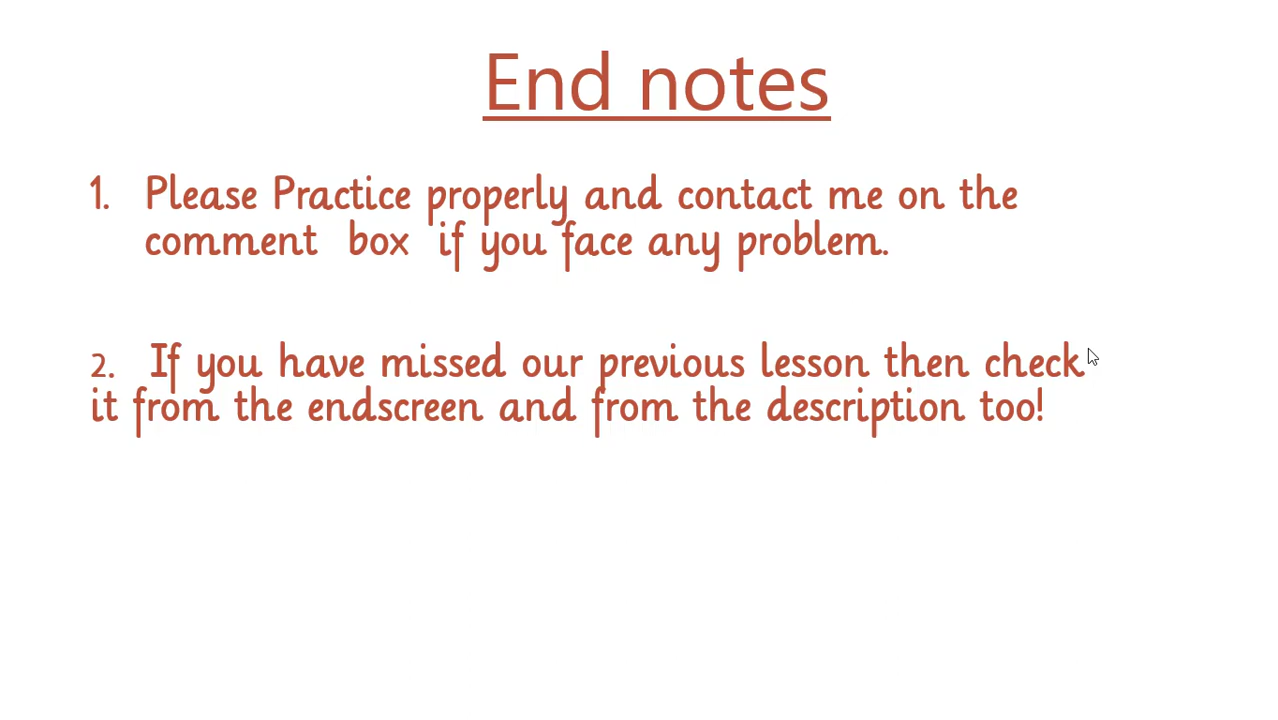 End notes
1. Please Practice properly and contact me on the
comment box if you face any problem.
2. If you have missed our previous lesson then check
it from the endscreen and from the description too!